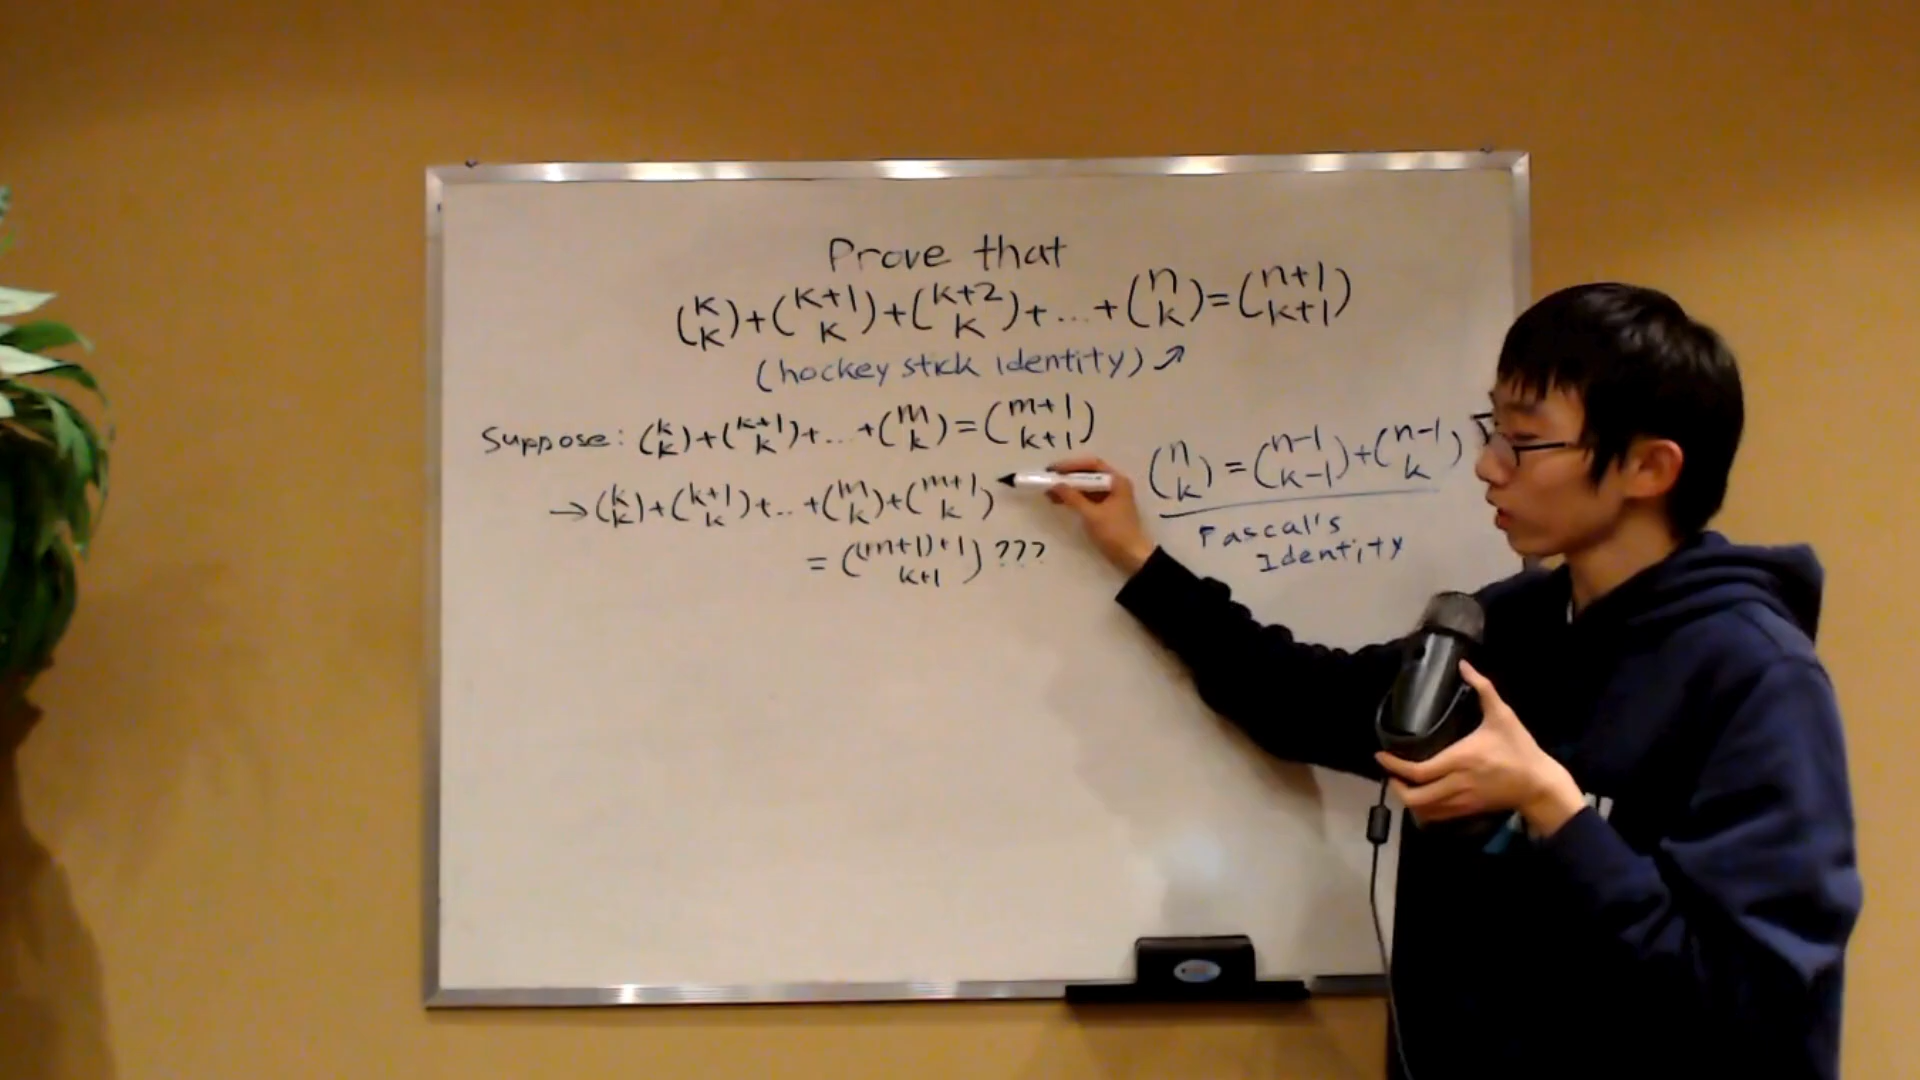 Prove that
(k k)+(k+1 k)+(k+2 k)+...+(n k)=(n+1 k+1)
(hockey stick identity) ↗
Suppose: (k k)+(k+1 k)+...+(m k)=(m+1 k+1)
→(k k)+(k+1 k)+...+(m k)+(m+1 k)
=((m+1)+1 k+1) ???
(n k)=(n-1 k-1)+(n-1 k)
Pascal's
Identity